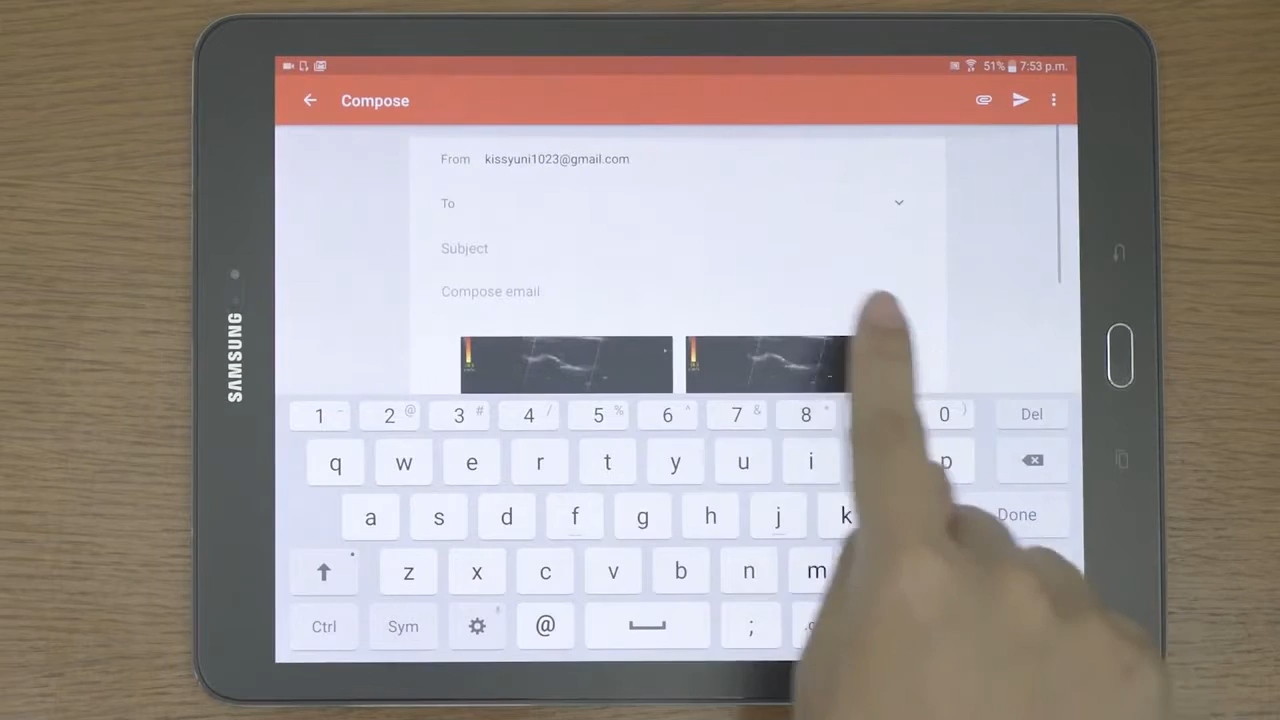 51% 7:53 p.m.
Compose
From kissyuni1023@gmail.com
To
Subject
Compose email
SAMSUNG
1 - 2 @ 3 # 4 / 5 % 6 ^ 7 & 8 * 0 ) Del
q w e r t y u i p
a s d f g h j k Done
z x c v b n m
Ctrl Sym @ ;